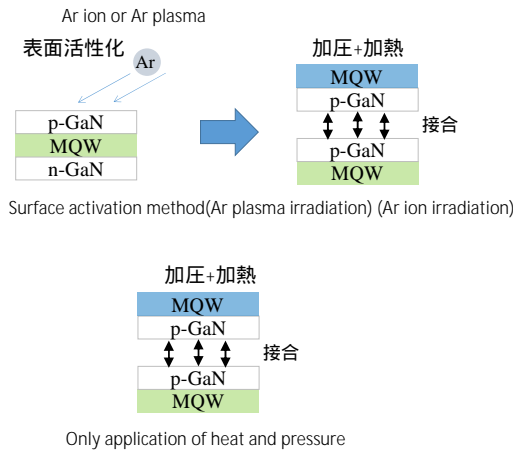 Ar ion or Ar plasma
表面活性化
Ar
加圧+加熱
MQW
p-GaN
接合
p-GaN
MQW
p-GaN
MQW
n-GaN
Surface activation method(Ar plasma irradiation) (Ar ion irradiation)
加圧+加熱
MQW
p-GaN
接合
p-GaN
MQW
Only application of heat and pressure